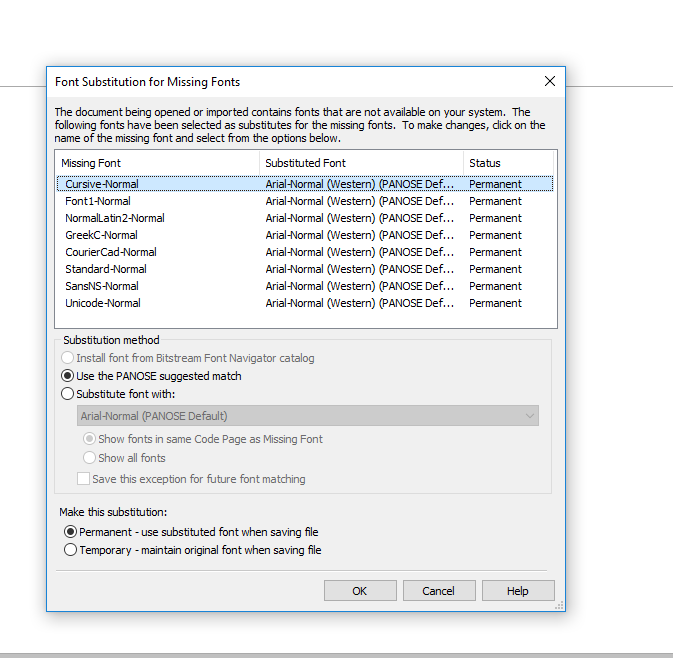 Font Substitution for Missing Fonts
The document being opened or imported contains fonts that are not available on your system. The
following fonts have been selected as substitutes for the missing fonts. To make changes, click on the
name of the missing font and select from the options below.
Missing Font Substituted Font Status
Cursive-Normal Arial-Normal (Western) (PANOSE Def... Permanent
Font1-Normal Arial-Normal (Western) (PANOSE Def... Permanent
NormalLatin2-Normal Arial-Normal (Western) (PANOSE Def... Permanent
GreekC-Normal Arial-Normal (Western) (PANOSE Def... Permanent
CourierCad-Normal Arial-Normal (Western) (PANOSE Def... Permanent
Standard-Normal Arial-Normal (Western) (PANOSE Def... Permanent
SansNS-Normal Arial-Normal (Western) (PANOSE Def... Permanent
Unicode-Normal Arial-Normal (Western) (PANOSE Def... Permanent
Substitution method
Install font from Bitstream Font Navigator catalog
Use the PANOSE suggested match
Substitute font with:
Arial-Normal (PANOSE Default)
Show fonts in same Code Page as Missing Font
Show all fonts
Save this exception for future font matching
Make this substitution:
Permanent - use substituted font when saving file
Temporary - maintain original font when saving file
OK Cancel Help